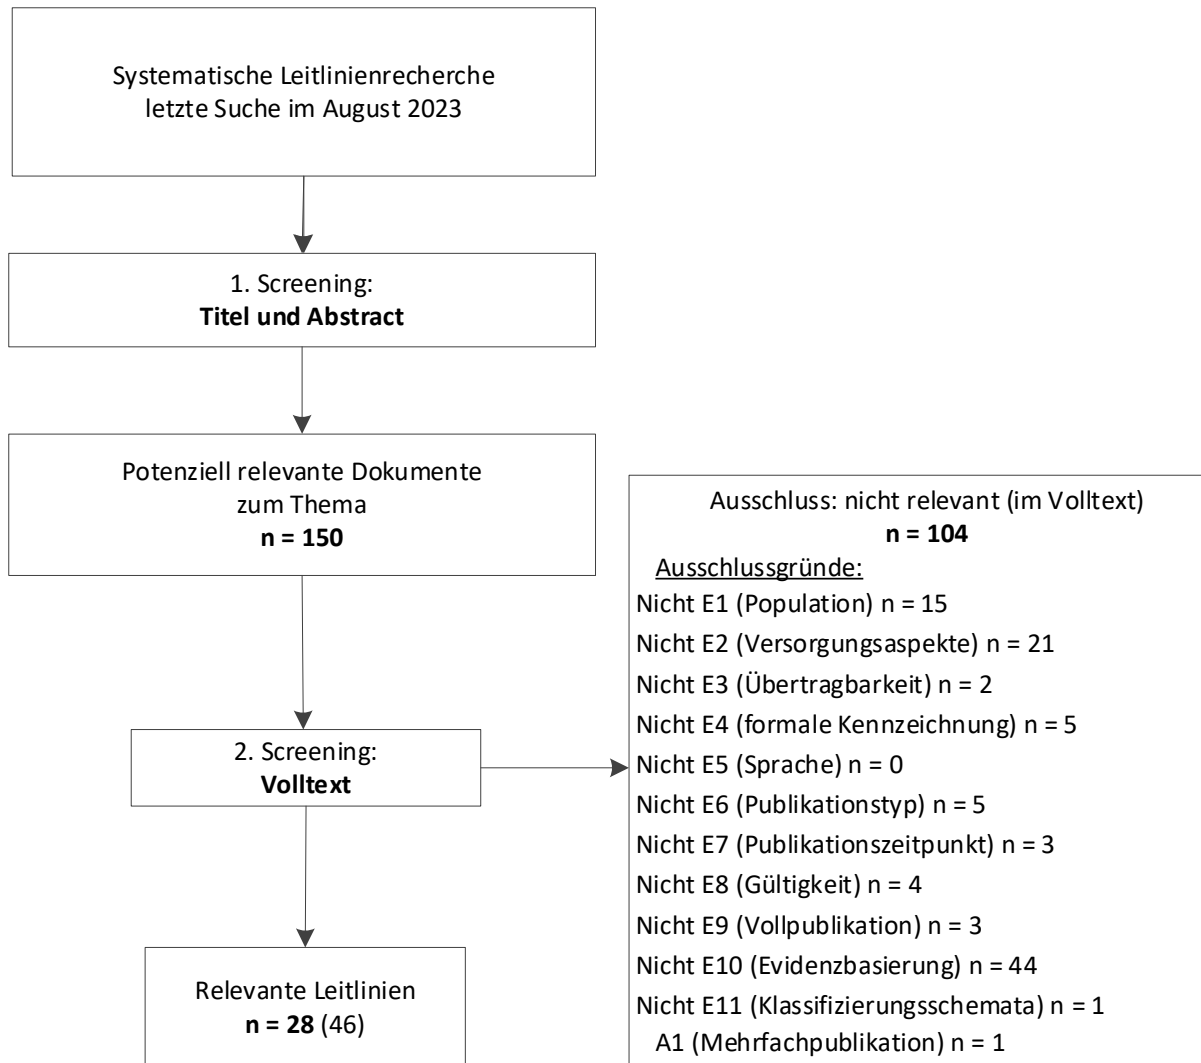 Systematische Leitlinienrecherche
letzte Suche im August 2023
1. Screening:
Titel und Abstract
Potenziell relevante Dokumente
zum Thema
n = 150
2. Screening:
Volltext
Ausschluss: nicht relevant (im Volltext)
n = 104
Ausschlussgründe:
Nicht E1 (Population) n = 15
Nicht E2 (Versorgungsaspekte) n = 21
Nicht E3 (Übertragbarkeit) n = 2
Nicht E4 (formale Kennzeichnung) n = 5
Nicht E5 (Sprache) n = 0
Nicht E6 (Publikationstyp) n = 5
Nicht E7 (Publikationszeitpunkt) n = 3
Nicht E8 (Gültigkeit) n = 4
Nicht E9 (Vollpublikation) n = 3
Nicht E10 (Evidenzbasierung) n = 44
Nicht E11 (Klassifizierungsschemata) n = 1
A1 (Mehrfachpublikation) n = 1
Relevante Leitlinien
n = 28 (46)